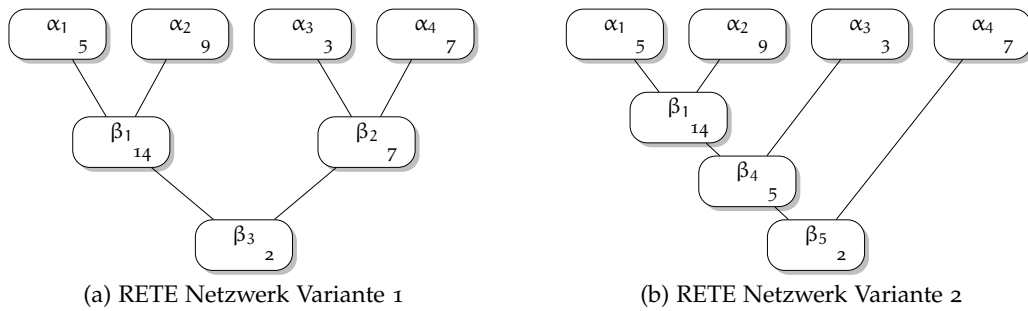 α₁ α₂ α₃ α₄ α₁ α₂ α₃ α₄
5 9 3 7 5 9 3 7
β₁
14
β₁ β₂
14 7
β₄
5
β₃ β₅
2 2
(a) RETE Netzwerk Variante 1 (b) RETE Netzwerk Variante 2